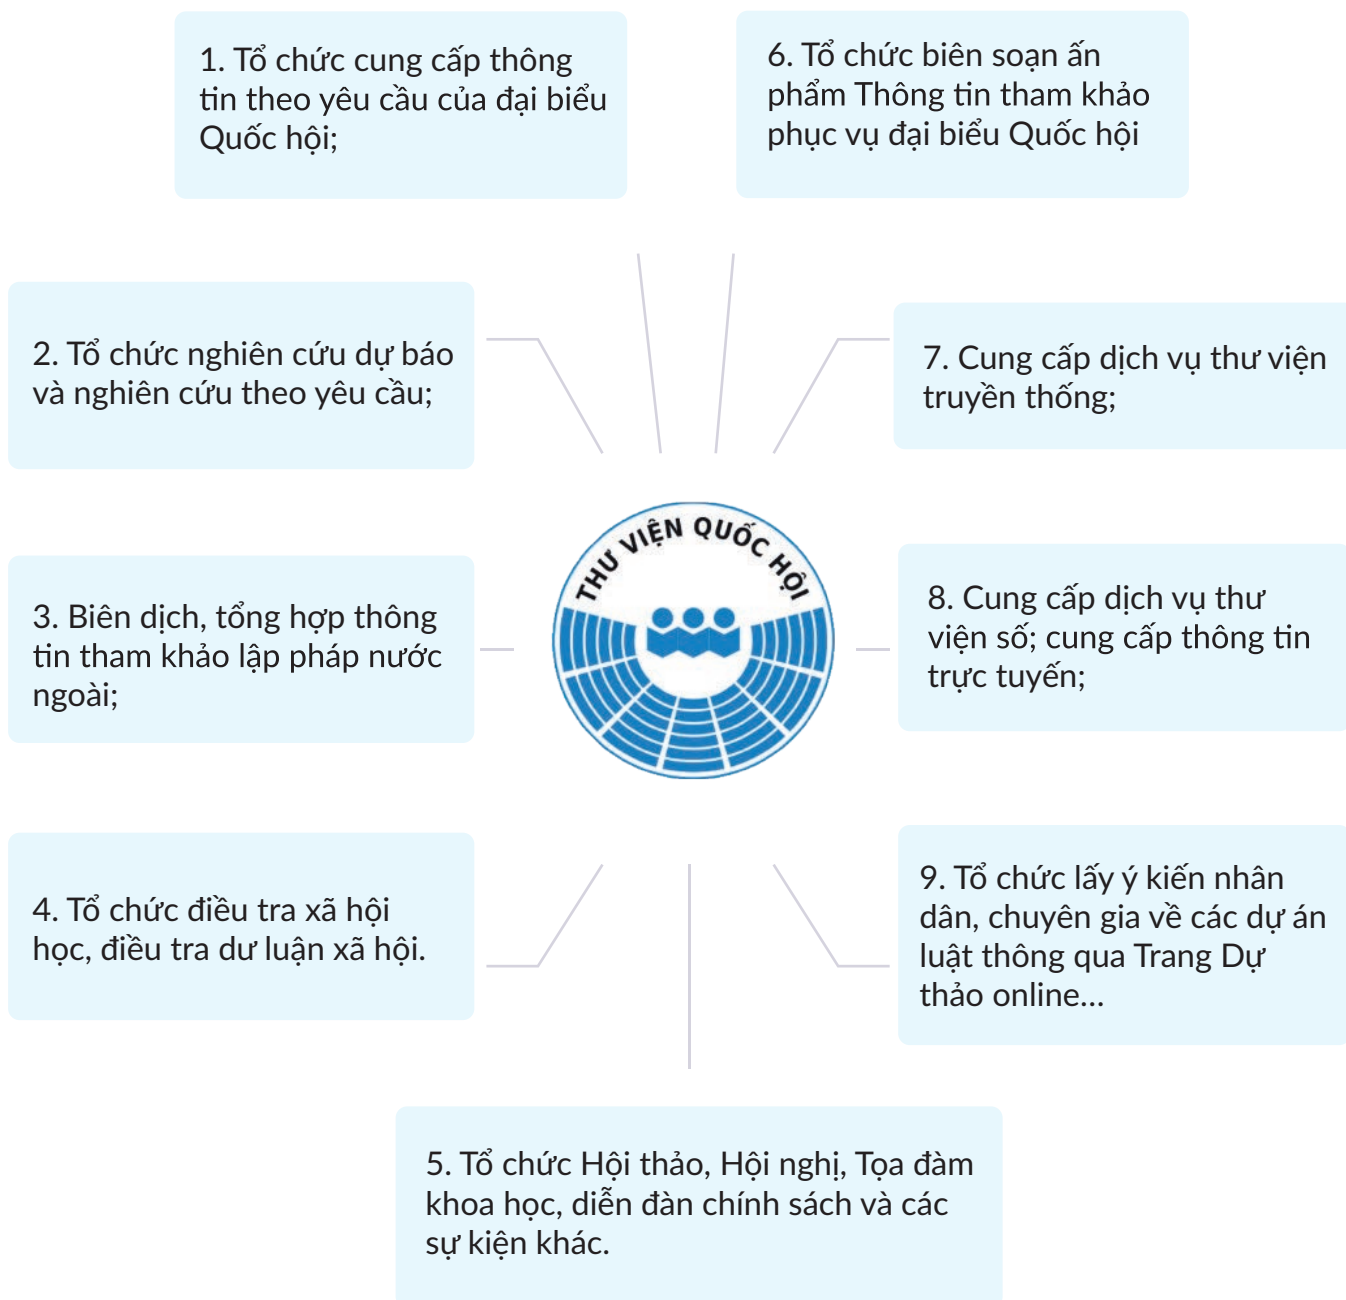 1. Tổ chức cung cấp thông
tin theo yêu cầu của đại biểu
Quốc hội;
2. Tổ chức nghiên cứu dự báo
và nghiên cứu theo yêu cầu;
3. Biên dịch, tổng hợp thông
tin tham khảo lập pháp nước
ngoài;
4. Tổ chức điều tra xã hội
học, điều tra dư luận xã hội.
5. Tổ chức Hội thảo, Hội nghị, Tọa đàm
khoa học, diễn đàn chính sách và các
sự kiện khác.
6. Tổ chức biên soạn ấn
phẩm Thông tin tham khảo
phục vụ đại biểu Quốc hội
7. Cung cấp dịch vụ thư viện
truyền thống;
8. Cung cấp dịch vụ thư
viện số; cung cấp thông tin
trực tuyến;
9. Tổ chức lấy ý kiến nhân
dân, chuyên gia về các dự án
luật thông qua Trang Dự
thảo online...
THƯ VIỆN QUỐC HỘI